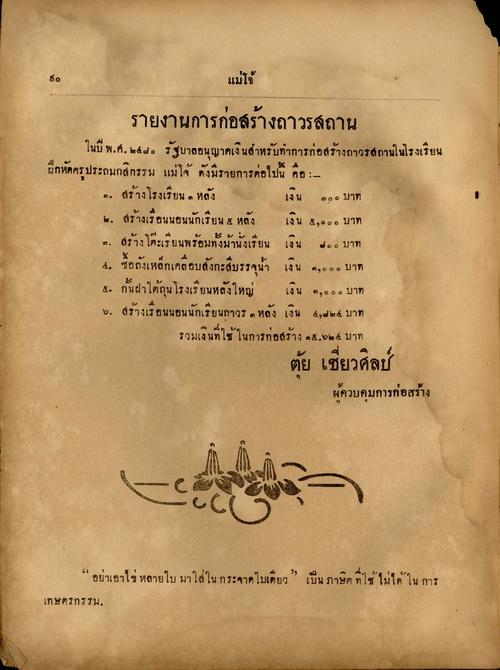 ๕๐ แม่โจ้
รายงานการก่อสร้างถาวรสถาน
ในปี พ.ศ. ๒๔๘๑ รัฐบาลอนุญาตเงินสำหรับทำการก่อสร้างถาวรสถานในโรงเรียน
ฝึกหัดครูประถมกสิกรรม แม่โจ้ ดังมีรายการต่อไปนี้ คือ :—
๑. สร้างโรงเรียน ๑ หลัง เงิน ๓๐๐ บาท
๒. สร้างเรือนนอนนักเรียน ๕ หลัง เงิน ๕,๐๐๐ บาท
๓. สร้างโต๊ะเรียนพร้อมทั้งม้านั่งเรียน เงิน ๘๐๐ บาท
๔. ซื้อถังเหล็กเคลือบสังกะสีบรรจุน้ำ เงิน ๑,๐๐๐ บาท
๕. กั้นฝาใต้ถุนโรงเรียนหลังใหญ่ เงิน ๑,๐๐๐ บาท
๖. สร้างเรือนนอนนักเรียนถาวร ๑ หลัง เงิน ๔,๘๒๔ บาท
รวมเงินที่ใช้ในการก่อสร้าง ๑๕.๖๒๔ บาท
ตุ้ย เชี่ยวศิลป์
ผู้ควบคุมการก่อสร้าง
“อย่าเอาไข่ หลายใบ มาใส่ใน กระจาดใบเดียว” เป็น ภาษิต ที่ใช้ ไม่ได้ ใน การ
เกษตรกรรม.